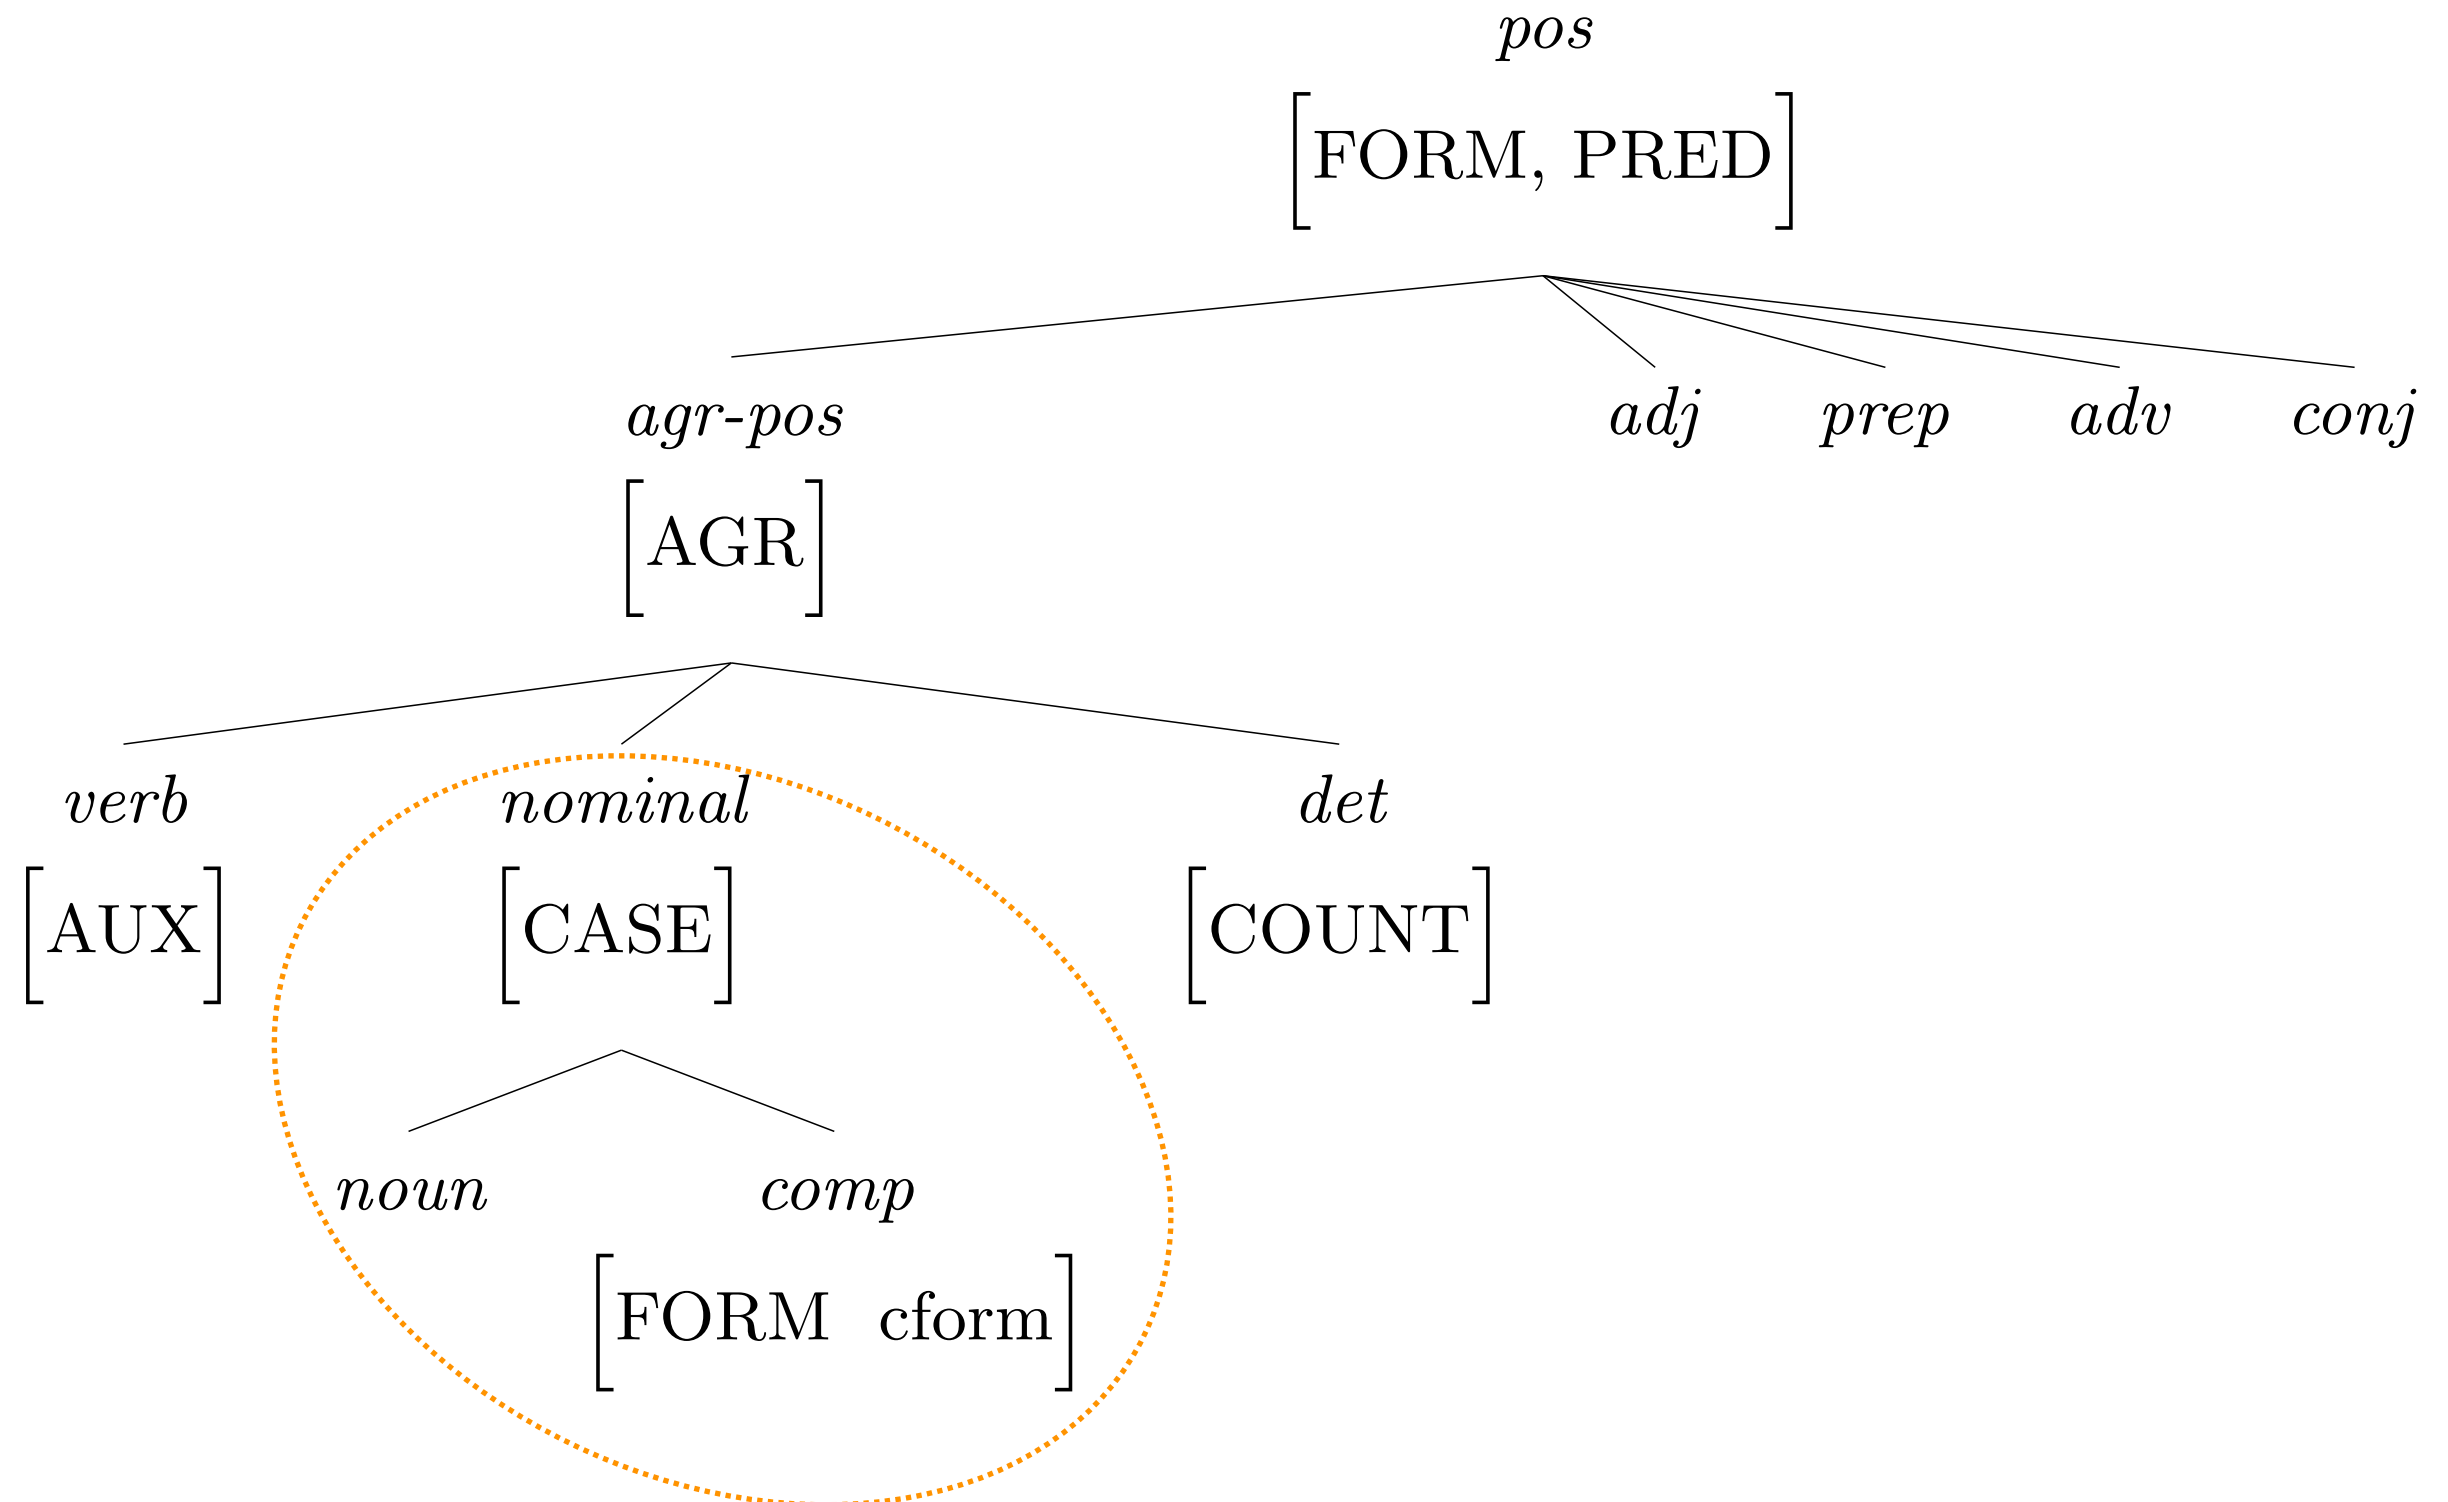 pos
[FORM, PRED]
agr-pos adj prep adv conj
[AGR]
verb nominal det
[AUX] [CASE] [COUNT]
noun comp
[FORM cform]